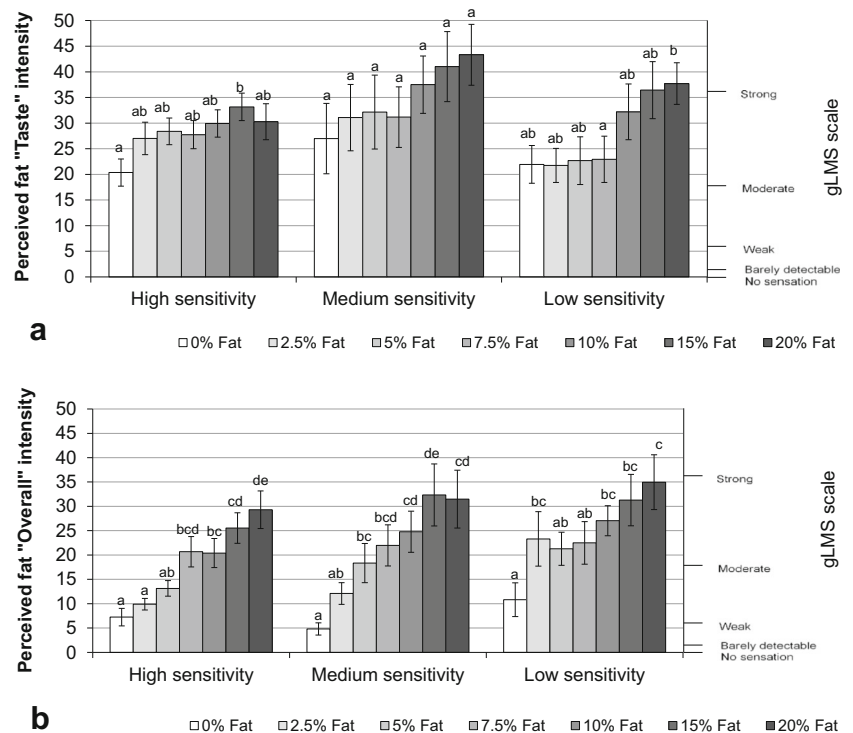 Perceived fat "Taste" intensity
50
45
40
35
30
25
20
15
10
5
0
a ab ab ab ab b ab
a a a a a a a
ab ab ab a ab ab b
High sensitivity Medium sensitivity Low sensitivity
Strong
Moderate
Weak
Barely detectable
No sensation
gLMS scale
a
0% Fat 2.5% Fat 5% Fat 7.5% Fat 10% Fat 15% Fat 20% Fat
Perceived fat "Overall" intensity
50
45
40
35
30
25
20
15
10
5
0
a a ab bcd bc cd de
a ab bc bcd bc de cd
a bc ab ab bc bc c
High sensitivity Medium sensitivity Low sensitivity
Strong
Moderate
Weak
Barely detectable
No sensation
gLMS scale
b
0% Fat 2.5% Fat 5% Fat 7.5% Fat 10% Fat 15% Fat 20% Fat